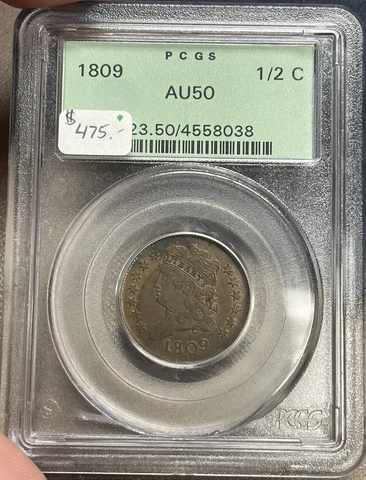 PCGS
1809 1/2 C
AU50
$ 475.-
23.50/4558038
LIBERTY
1809
PCGS